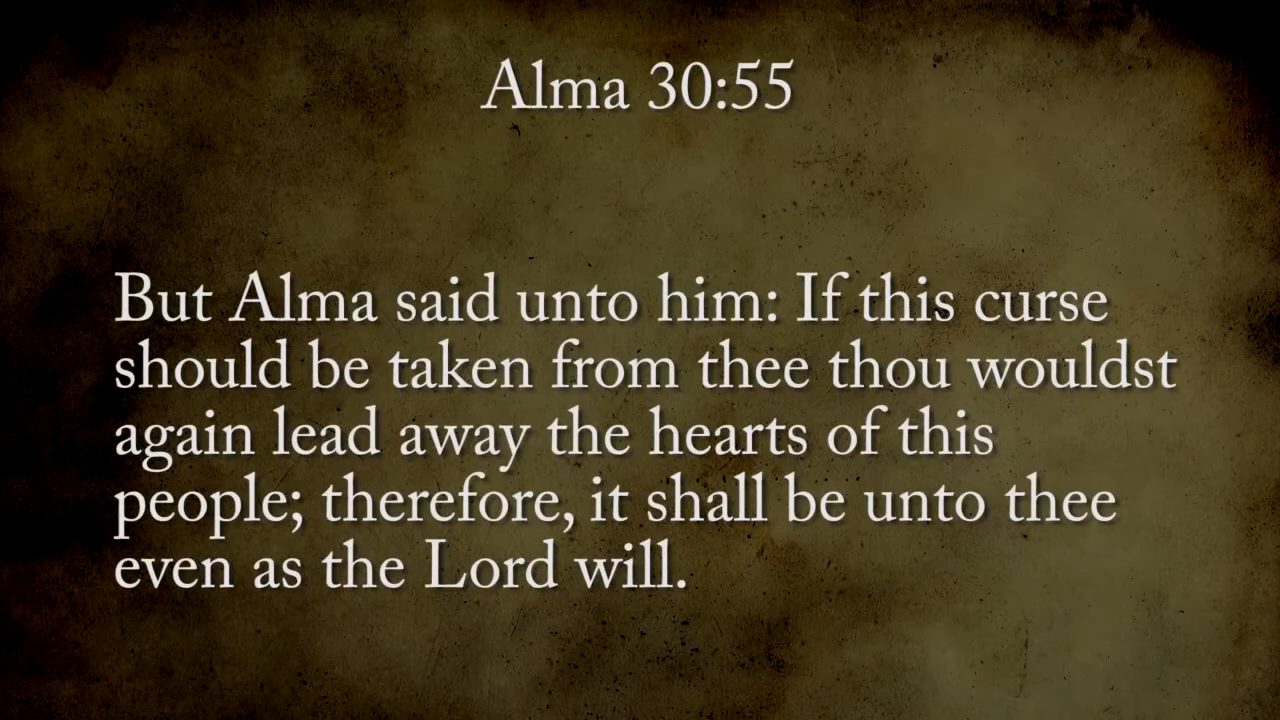 Alma 30:55
But Alma said unto him: If this curse
should be taken from thee thou wouldst
again lead away the hearts of this
people; therefore, it shall be unto thee
even as the Lord will.